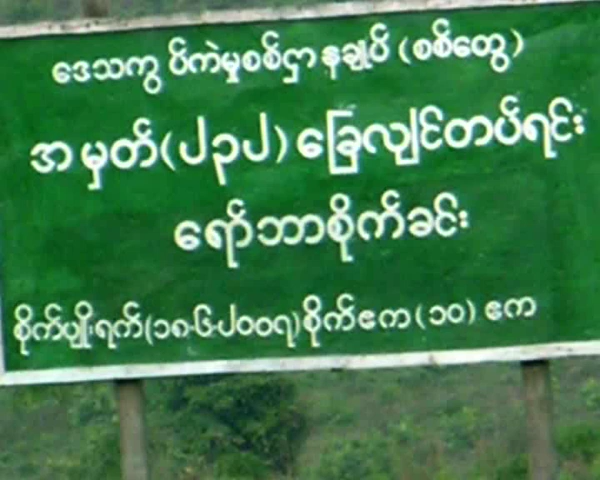 ဒေသကွပ်ကဲမှုစစ်ဌာနချုပ် (စစ်တွေ)
အမှတ်(၂၃၂)ခြေလျင်တပ်ရင်း
ရော်ဘာစိုက်ခင်း
စိုက်ပျိုးရက်(၁၈-၆-၂၀၀၇)စိုက်ဧက(၁၀) ဧက